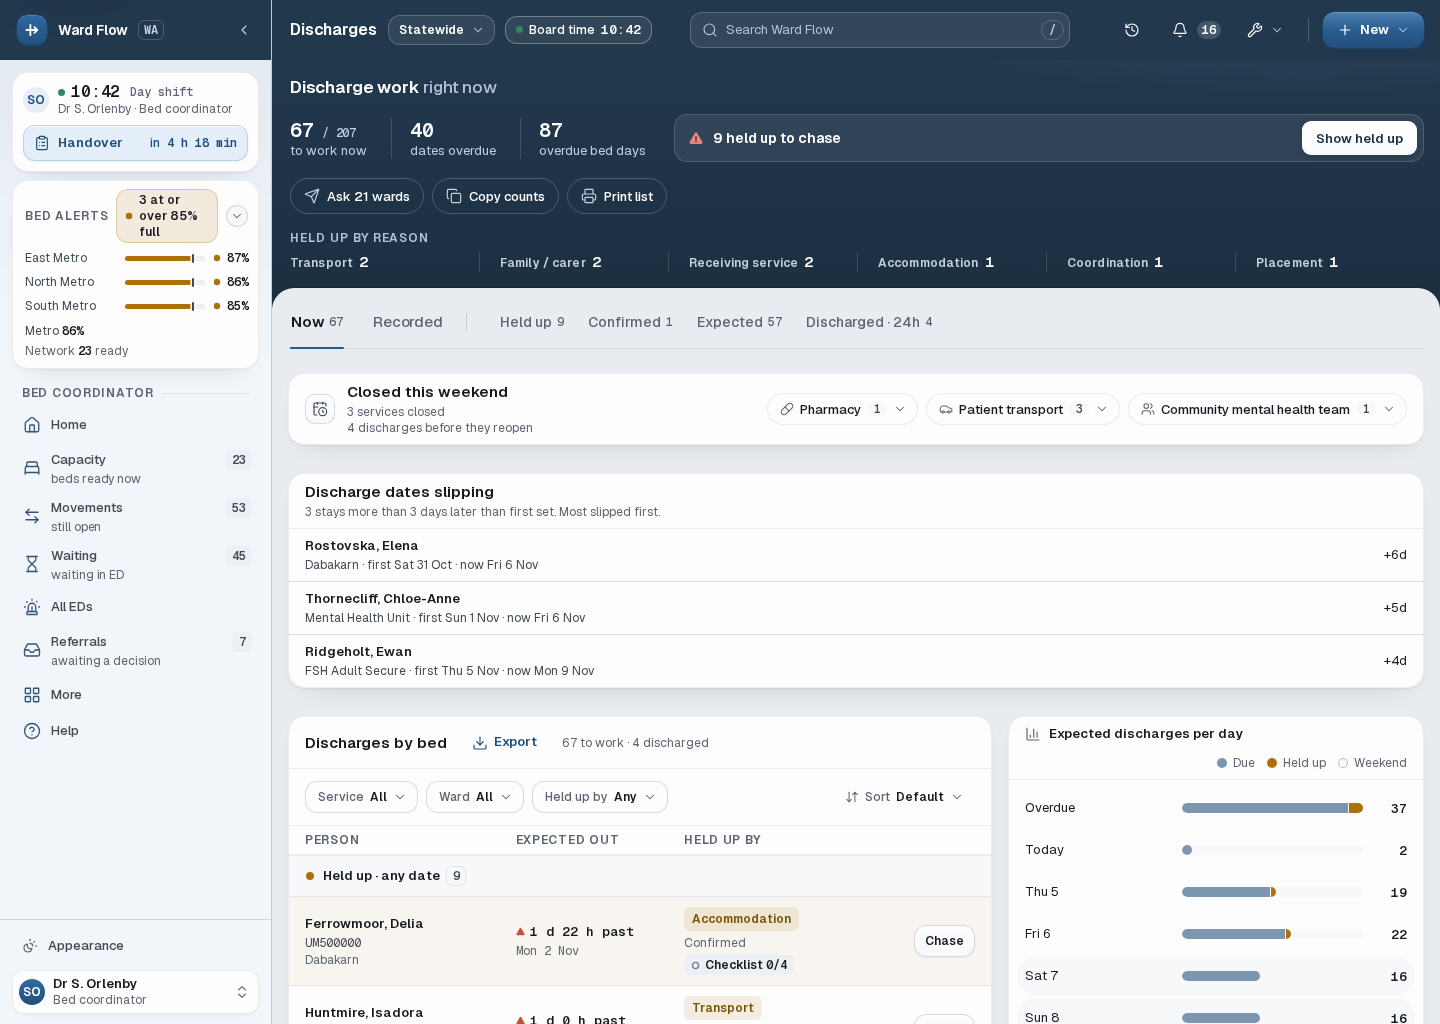 Ward Flow WA
SO 10:42 Day shift
Dr S. Orlenby · Bed coordinator
Handover in 4 h 18 min
BED ALERTS 3 at or over 85% full
East Metro 87%
North Metro 86%
South Metro 85%
Metro 86%
Network 23 ready
BED COORDINATOR
Home
Capacity 23
beds ready now
Movements 53
still open
Waiting 45
waiting in ED
All EDs
Referrals 7
awaiting a decision
More
Help
Appearance
SO Dr S. Orlenby
Bed coordinator
Discharges Statewide Board time 10:42 Search Ward Flow / 16 New
Discharge work right now
67 / 207 to work now
40 dates overdue
87 overdue bed days
9 held up to chase Show held up
Ask 21 wards Copy counts Print list
HELD UP BY REASON
Transport 2 Family / carer 2 Receiving service 2 Accommodation 1 Coordination 1 Placement 1
Now 67 Recorded Held up 9 Confirmed 1 Expected 57 Discharged · 24h 4
Closed this weekend
3 services closed
4 discharges before they reopen
Pharmacy 1 Patient transport 3 Community mental health team 1
Discharge dates slipping
3 stays more than 3 days later than first set. Most slipped first.
Rostovska, Elena
Dabakarn · first Sat 31 Oct · now Fri 6 Nov +6d
Thornecliff, Chloe-Anne
Mental Health Unit · first Sun 1 Nov · now Fri 6 Nov +5d
Ridgeholt, Ewan
FSH Adult Secure · first Thu 5 Nov · now Mon 9 Nov +4d
Discharges by bed Export 67 to work · 4 discharged
Service All Ward All Held up by Any Sort Default
PERSON EXPECTED OUT HELD UP BY
Held up · any date 9
Ferrowmoor, Delia
UM500000
Dabakarn
1 d 22 h past
Mon 2 Nov
Accommodation
Confirmed
Checklist 0/4
Chase
Huntmire, Isadora
1 d 0 h past
Transport
Expected discharges per day
Due Held up Weekend
Overdue 37
Today 2
Thu 5 19
Fri 6 22
Sat 7 16
Sun 8 16